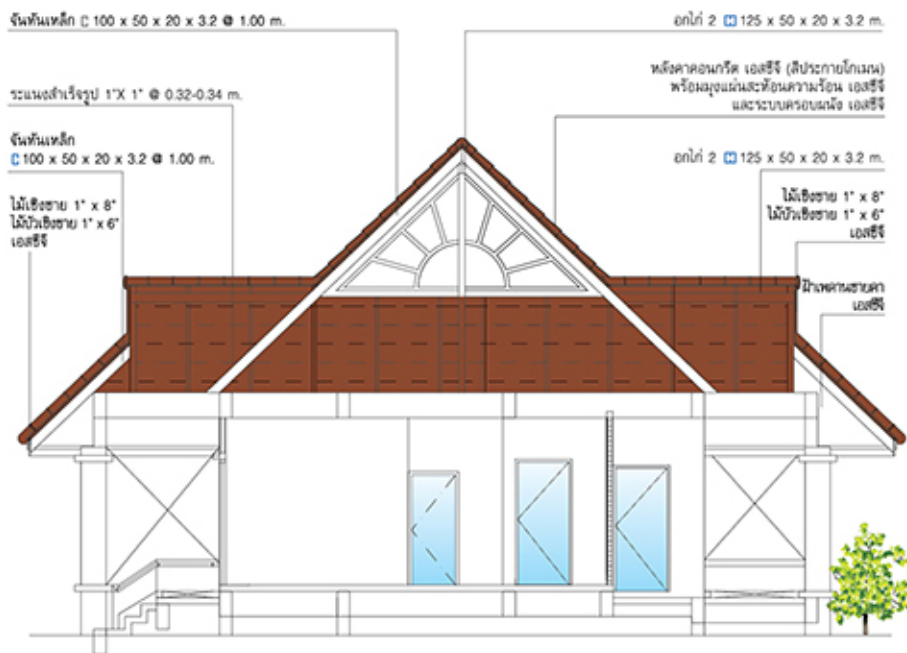 จันทันเหล็ก C 100 x 50 x 20 x 3.2 @ 1.00 m.
ระแนงสำเร็จรูป 1"X 1" @ 0.32-0.34 m.
จันทันเหล็ก
C 100 x 50 x 20 x 3.2 @ 1.00 m.
ไม้เชิงชาย 1" x 8"
ไม้บัวเชิงชาย 1" x 6"
เอสซีจี
อกไก่ 2 125 x 50 x 20 x 3.2 m.
หลังคาคอนกรีต เอสซีจี (สีประกายโกเมน)
พร้อมมุงแผ่นสะท้อนความร้อน เอสซีจี
และระบบครอบผนัง เอสซีจี
อกไก่ 2 125 x 50 x 20 x 3.2 m.
ไม้เชิงชาย 1" x 8"
ไม้บัวเชิงชาย 1" x 6"
เอสซีจี
ฝ้าเพดานชายคา
เอสซีจี